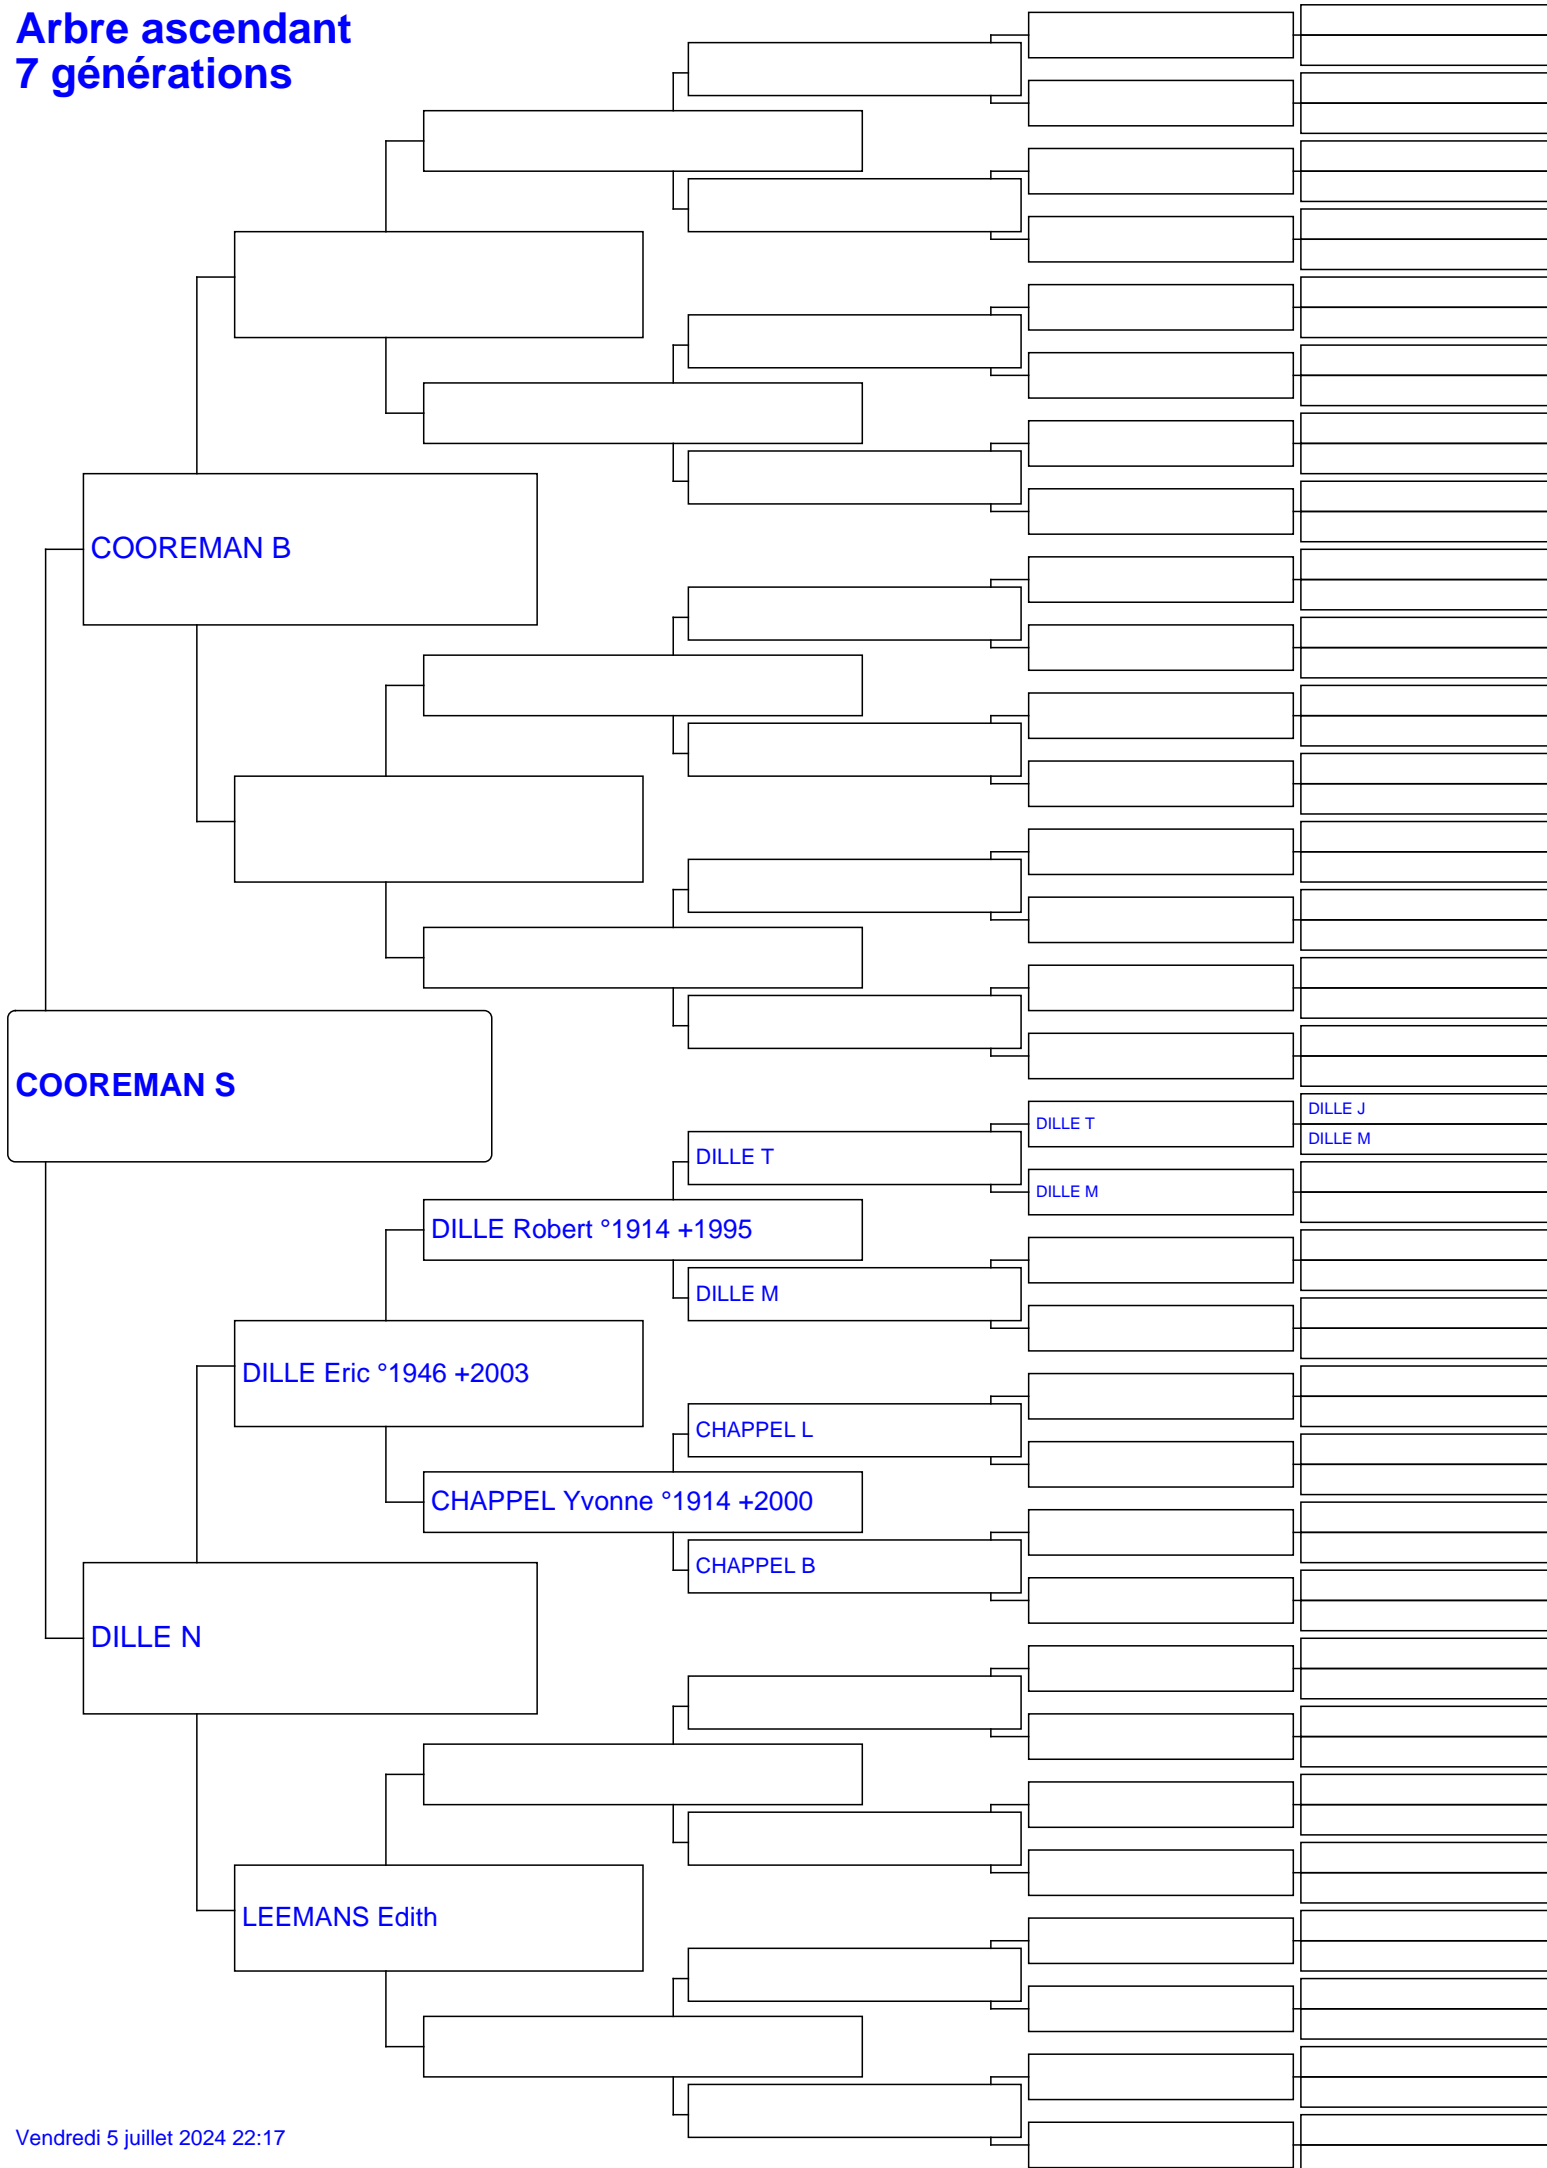 Arbre ascendant
7 générations
COOREMAN B
COOREMAN S
DILLE J
DILLE T
DILLE M
DILLE T
DILLE M
DILLE Robert °1914 +1995
DILLE M
DILLE Eric °1946 +2003
CHAPPEL L
CHAPPEL Yvonne °1914 +2000
CHAPPEL B
DILLE N
LEEMANS Edith
Vendredi 5 juillet 2024 22:17